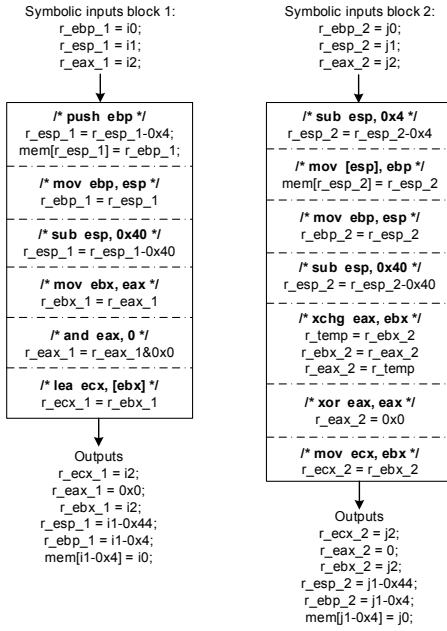 Symbolic inputs block 1:
r_ebp_1 = i0;
r_esp_1 = i1;
r_eax_1 = i2;
/* push ebp */
r_esp_1 = r_esp_1-0x4;
mem[r_esp_1] = r_ebp_1;
/* mov ebp, esp */
r_ebp_1 = r_esp_1
/* sub esp, 0x40 */
r_esp_1 = r_esp_1-0x40
/* mov ebx, eax */
r_ebx_1 = r_eax_1
/* and eax, 0 */
r_eax_1 = r_eax_1&0x0
/* lea ecx, [ebx] */
r_ecx_1 = r_ebx_1
Outputs
r_ecx_1 = i2;
r_eax_1 = 0x0;
r_ebx_1 = i2;
r_esp_1 = i1-0x44;
r_ebp_1 = i1-0x4;
mem[i1-0x4] = i0;
Symbolic inputs block 2:
r_ebp_2 = j0;
r_esp_2 = j1;
r_eax_2 = j2;
/* sub esp, 0x4 */
r_esp_2 = r_esp_2-0x4
/* mov [esp], ebp */
mem[r_esp_2] = r_esp_2
/* mov ebp, esp */
r_ebp_2 = r_esp_2
/* sub esp, 0x40 */
r_esp_2 = r_esp_2-0x40
/* xchg eax, ebx */
r_temp = r_ebx_2
r_ebx_2 = r_eax_2
r_eax_2 = r_temp
/* xor eax, eax */
r_eax_2 = 0x0
/* mov ecx, ebx */
r_ecx_2 = r_ebx_2
Outputs
r_ecx_2 = j2;
r_eax_2 = 0;
r_ebx_2 = j2;
r_esp_2 = j1-0x44;
r_ebp_2 = j1-0x4;
mem[j1-0x4] = j0;